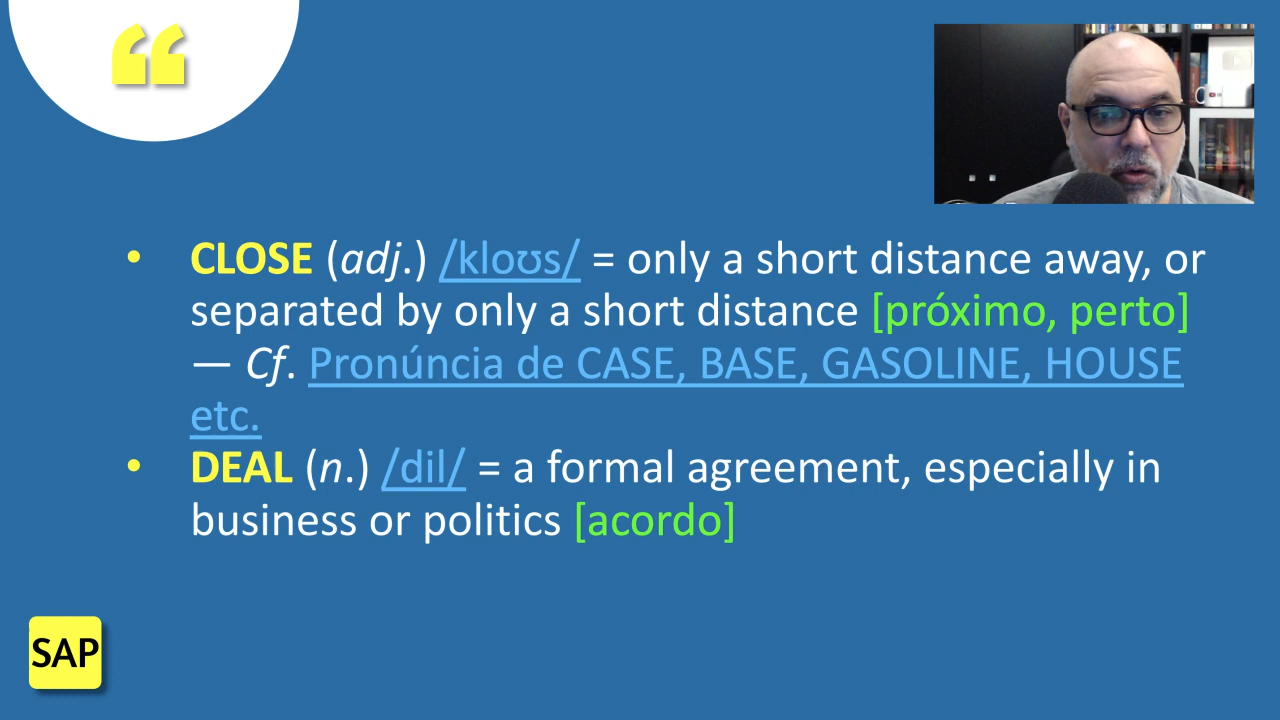 “
• CLOSE (adj.) /kloʊs/ = only a short distance away, or
separated by only a short distance [próximo, perto]
— Cf. Pronúncia de CASE, BASE, GASOLINE, HOUSE
etc.
• DEAL (n.) /dil/ = a formal agreement, especially in
business or politics [acordo]
SAP